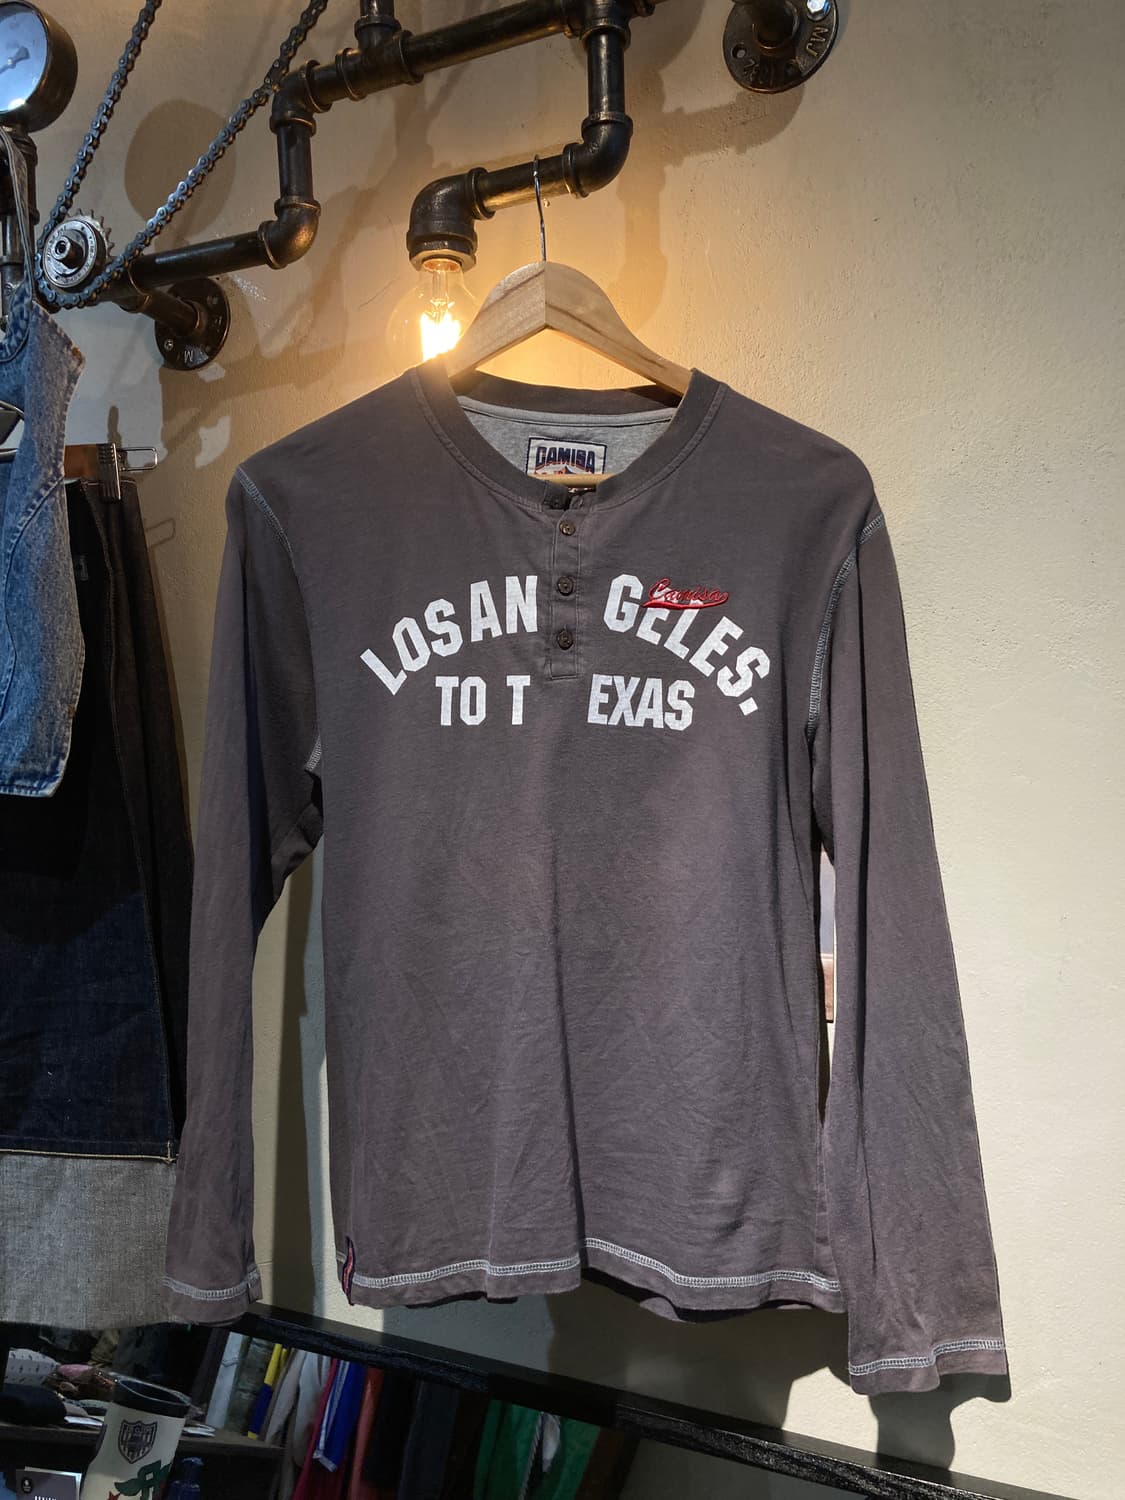 CAMISA
LOSAN GELES.
Camisa
TO T EXAS